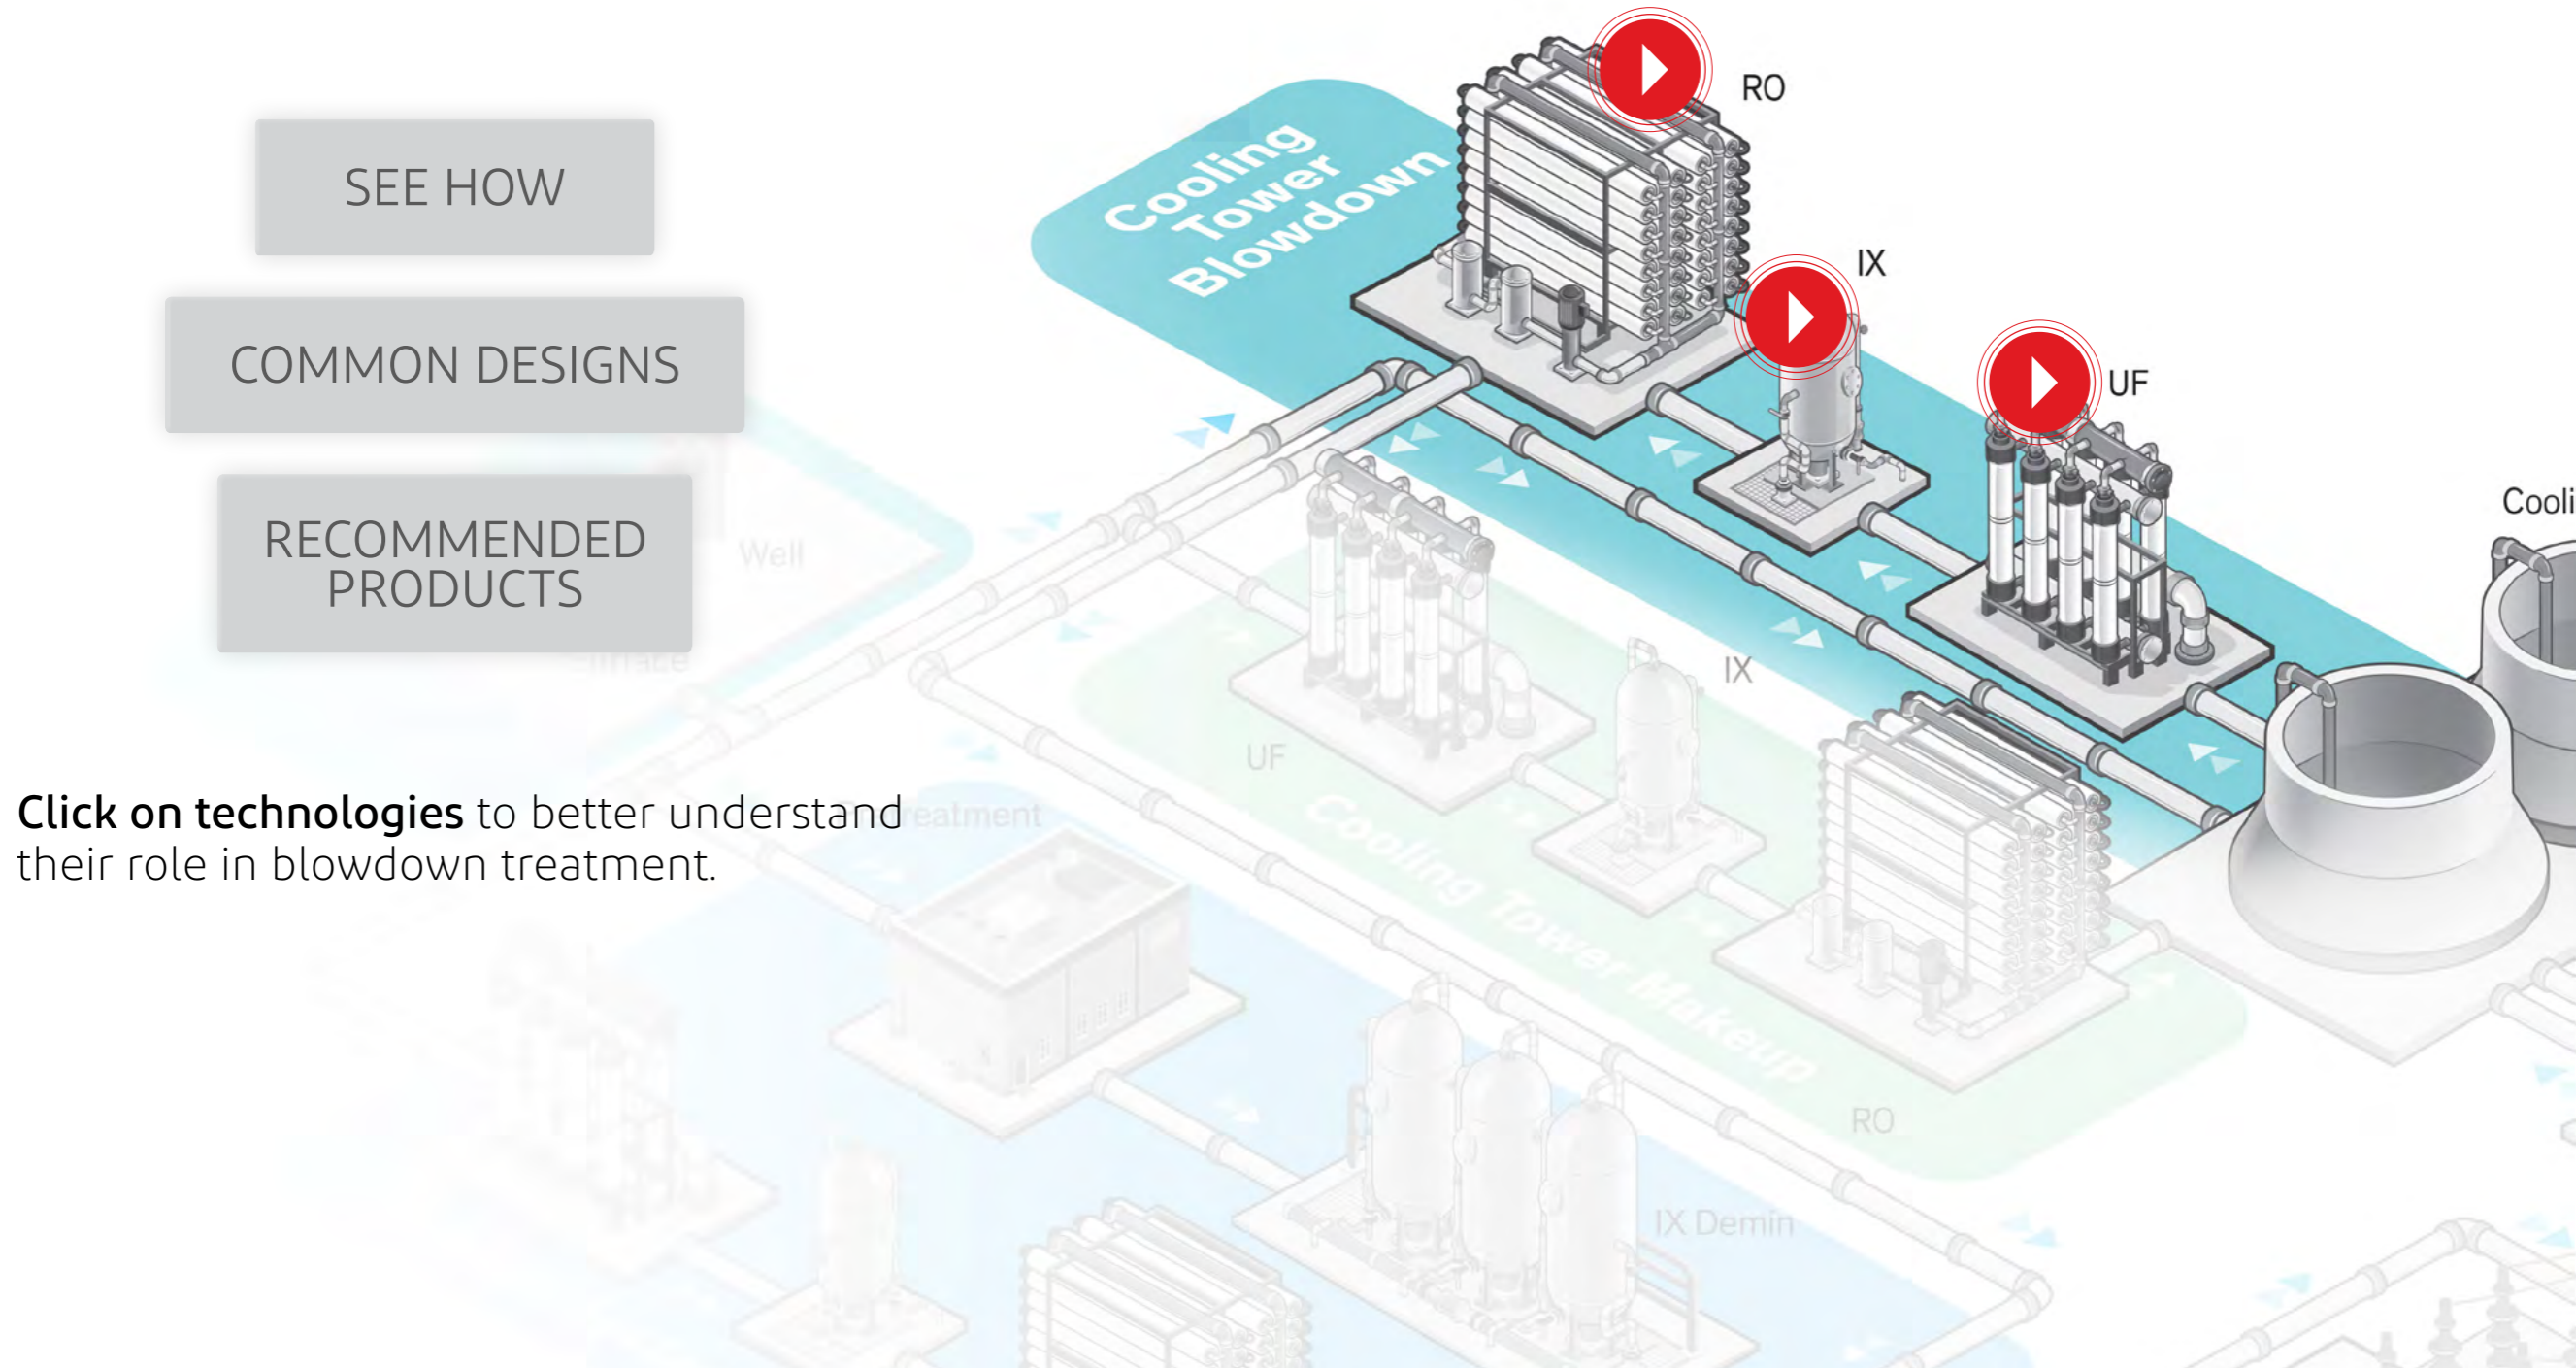 SEE HOW
COMMON DESIGNS
RECOMMENDED
PRODUCTS
Click on technologies to better understand
their role in blowdown treatment.
Cooling
Tower
Blowdown
RO
IX
UF
Cooli
Well
UF
IX
Cooling Tower Makeup
RO
IX Demin